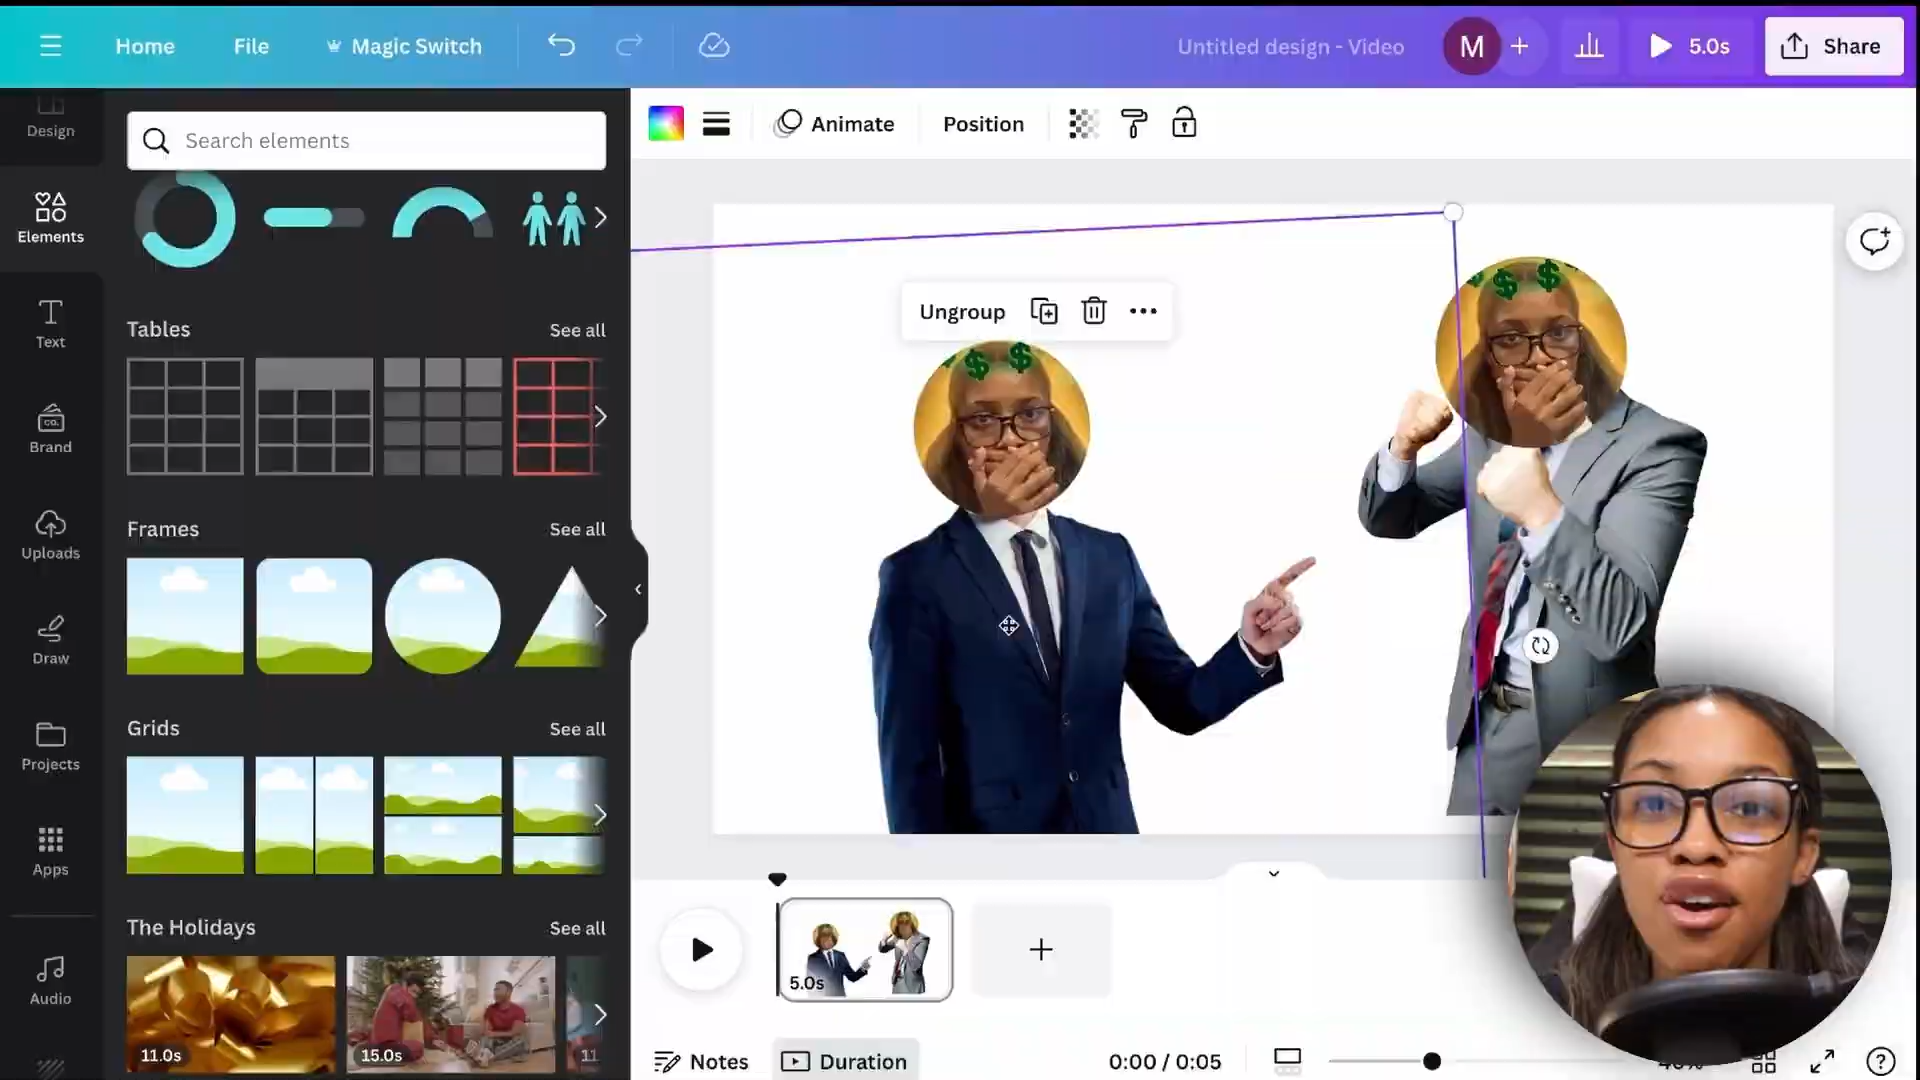 Home
File
Magic Switch
Untitled design - Video
M
5.0s
Share
Design
Search elements
Animate
Position
Elements
Ungroup
Tables
See all
Text
Brand
Frames
See all
Uploads
Draw
Grids
See all
Projects
Apps
The Holidays
See all
5.0s
Audio
11.0s
15.0s
11
Notes
Duration
0:00 / 0:05